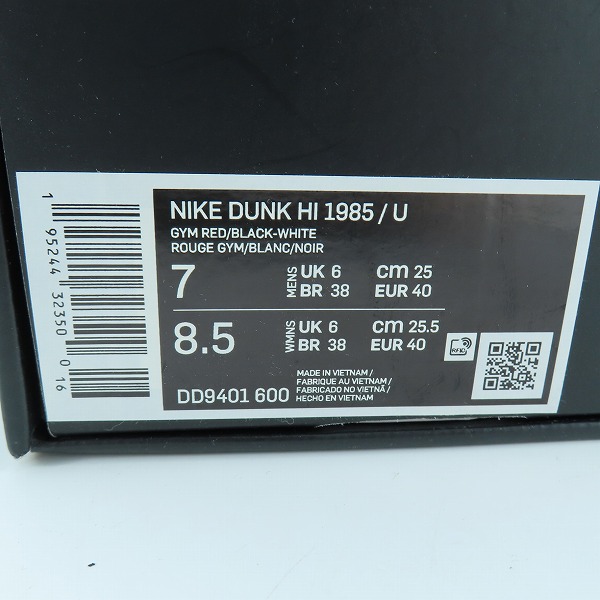 1 95244 32350 0 16
NIKE DUNK HI 1985 / U
GYM RED/BLACK-WHITE
ROUGE GYM/BLANC/NOIR
7 MENS UK 6 cm 25
BR 38 EUR 40
8.5 WMNS UK 6 cm 25.5
BR 38 EUR 40
RFID
DD9401 600
MADE IN VIETNAM /
FABRIQUE AU VIETNAM /
FABRICADO NO VIETNÃ /
HECHO EN VIETNAM